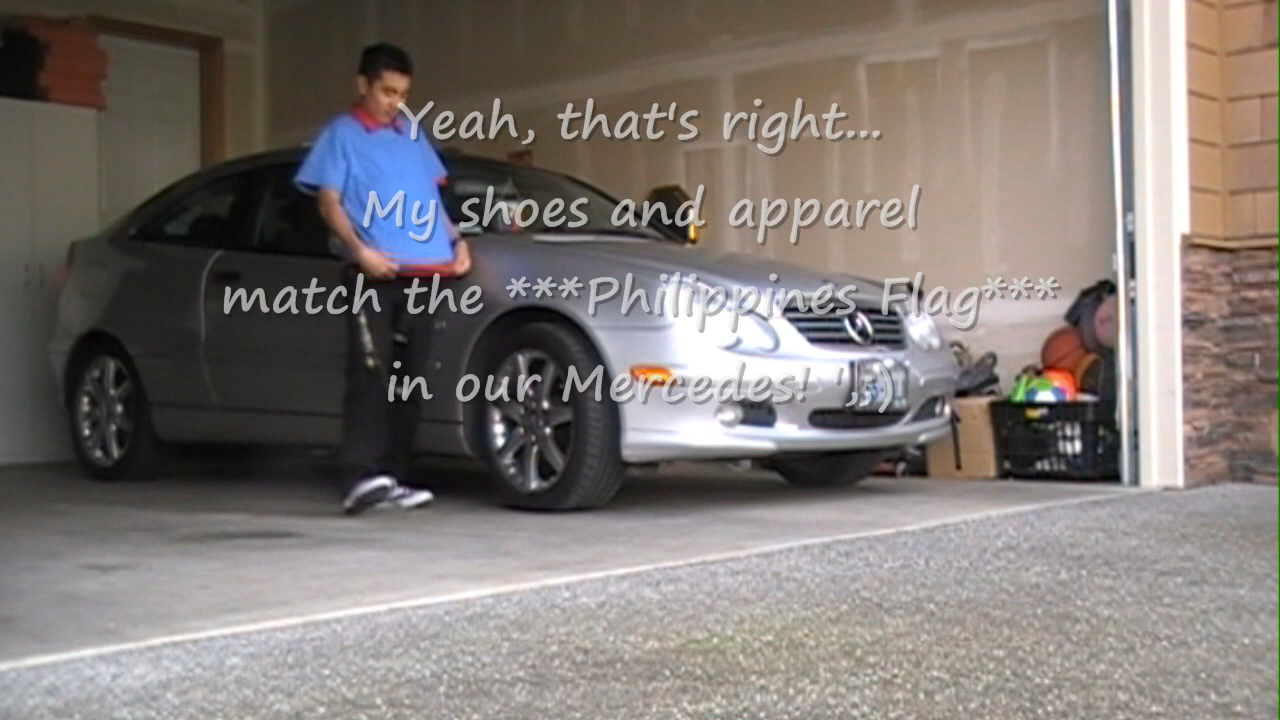 Yeah, that's right...
My shoes and apparel
match the ***Philippines Flag***
in our Mercedes! ';;)